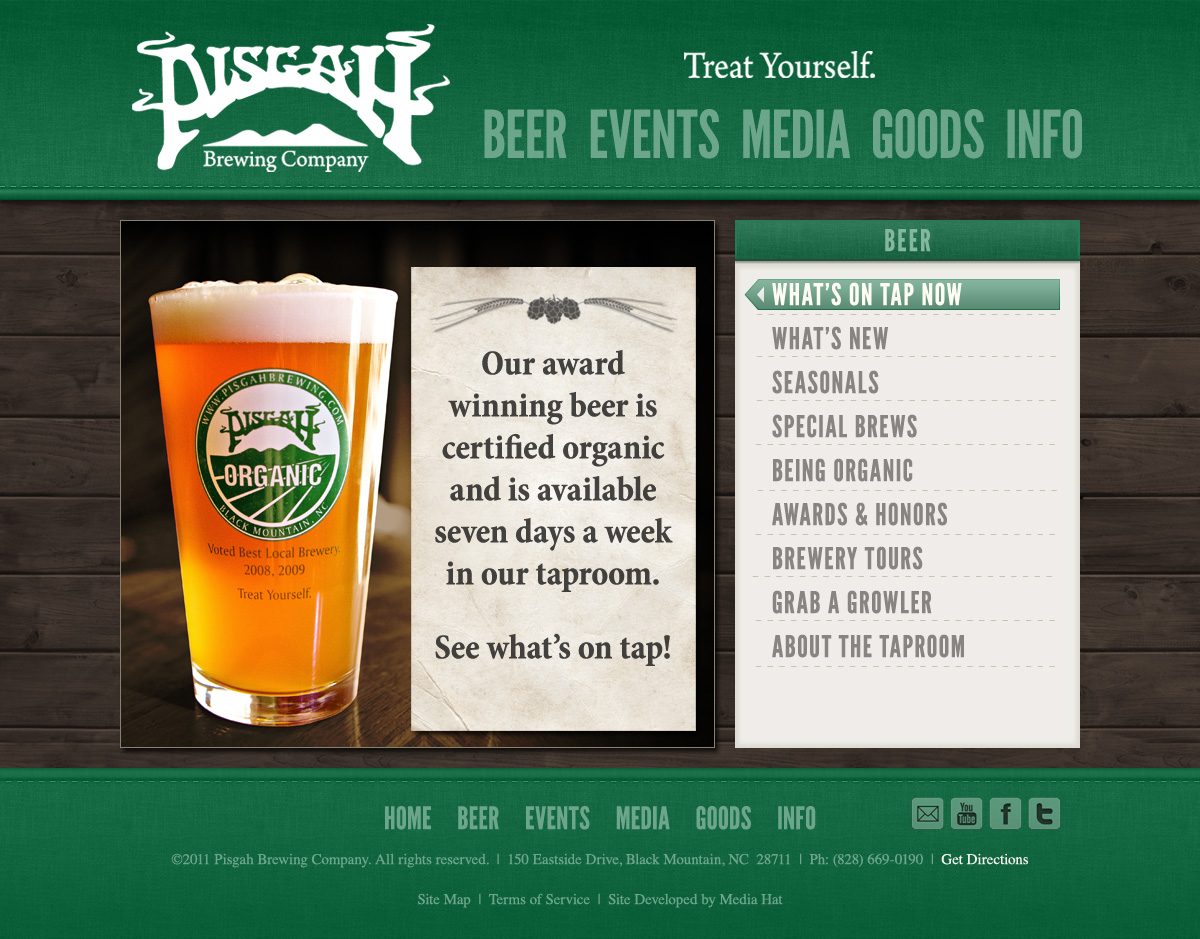 PISGAH
Brewing Company
Treat Yourself.
BEER EVENTS MEDIA GOODS INFO
WWW.PISGAHBREWING.COM
PISGAH
ORGANIC
BLACK MOUNTAIN, NC
Voted Best Local Brewery.
2008, 2009
Treat Yourself.
Our award
winning beer is
certified organic
and is available
seven days a week
in our taproom.
See what's on tap!
BEER
WHAT'S ON TAP NOW
WHAT'S NEW
SEASONALS
SPECIAL BREWS
BEING ORGANIC
AWARDS & HONORS
BREWERY TOURS
GRAB A GROWLER
ABOUT THE TAPROOM
HOME BEER EVENTS MEDIA GOODS INFO
You
Tube
f
t
©2011 Pisgah Brewing Company. All rights reserved. | 150 Eastside Drive, Black Mountain, NC 28711 | Ph: (828) 669-0190 | Get Directions
Site Map | Terms of Service | Site Developed by Media Hat